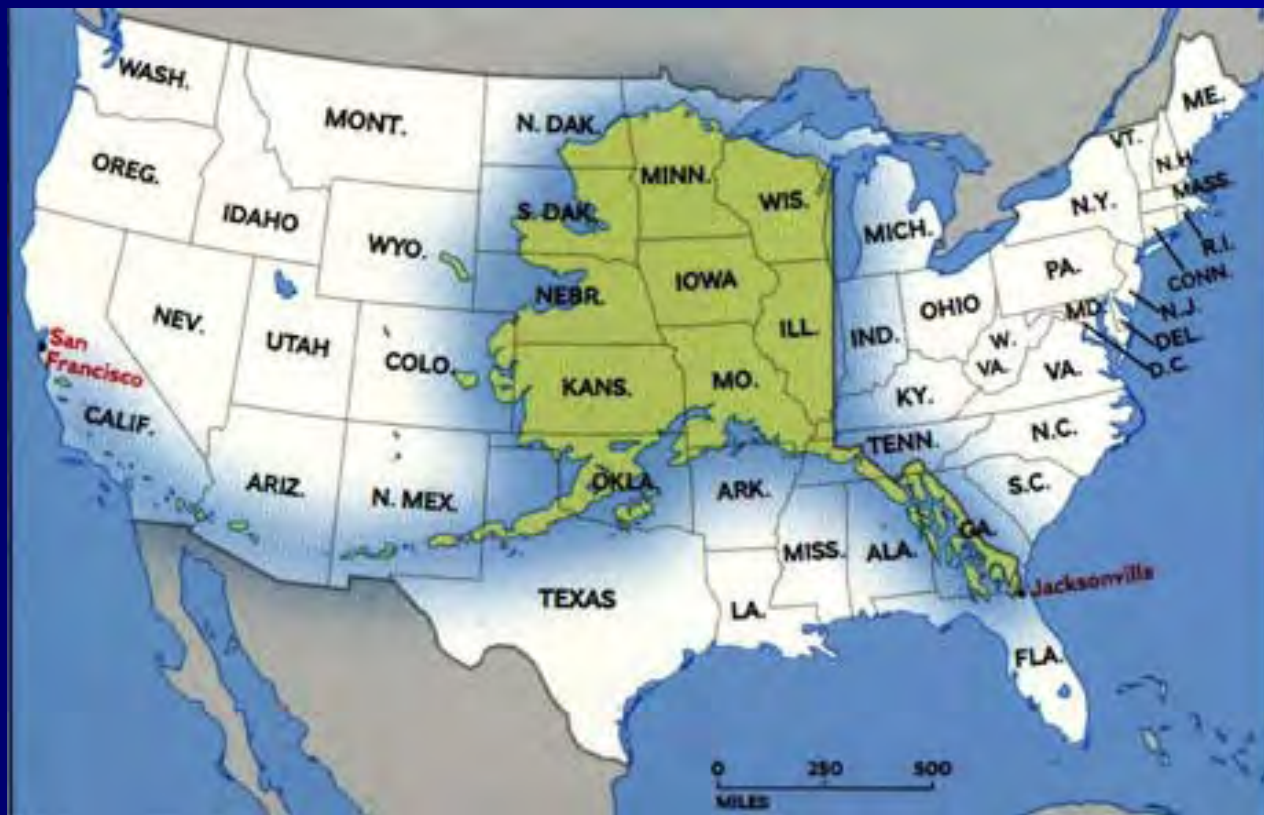 WASH.
MONT.
N. DAK.
MINN.
ME.
VT.
N.H.
OREG.
IDAHO
WYO.
S. DAK.
WIS.
MICH.
N.Y.
MASS.
R.I.
CONN.
NEV.
UTAH
COLO.
NEBR.
IOWA
ILL.
IND.
OHIO
PA.
N.J.
MD.
DEL.
D.C.
W.
VA.
VA.
San
Francisco
CALIF.
KANS.
MO.
KY.
TENN.
N.C.
ARIZ.
N. MEX.
OKLA.
ARK.
S.C.
MISS.
ALA.
GA.
Jacksonville
TEXAS
LA.
FLA.
0 250 500
MILES